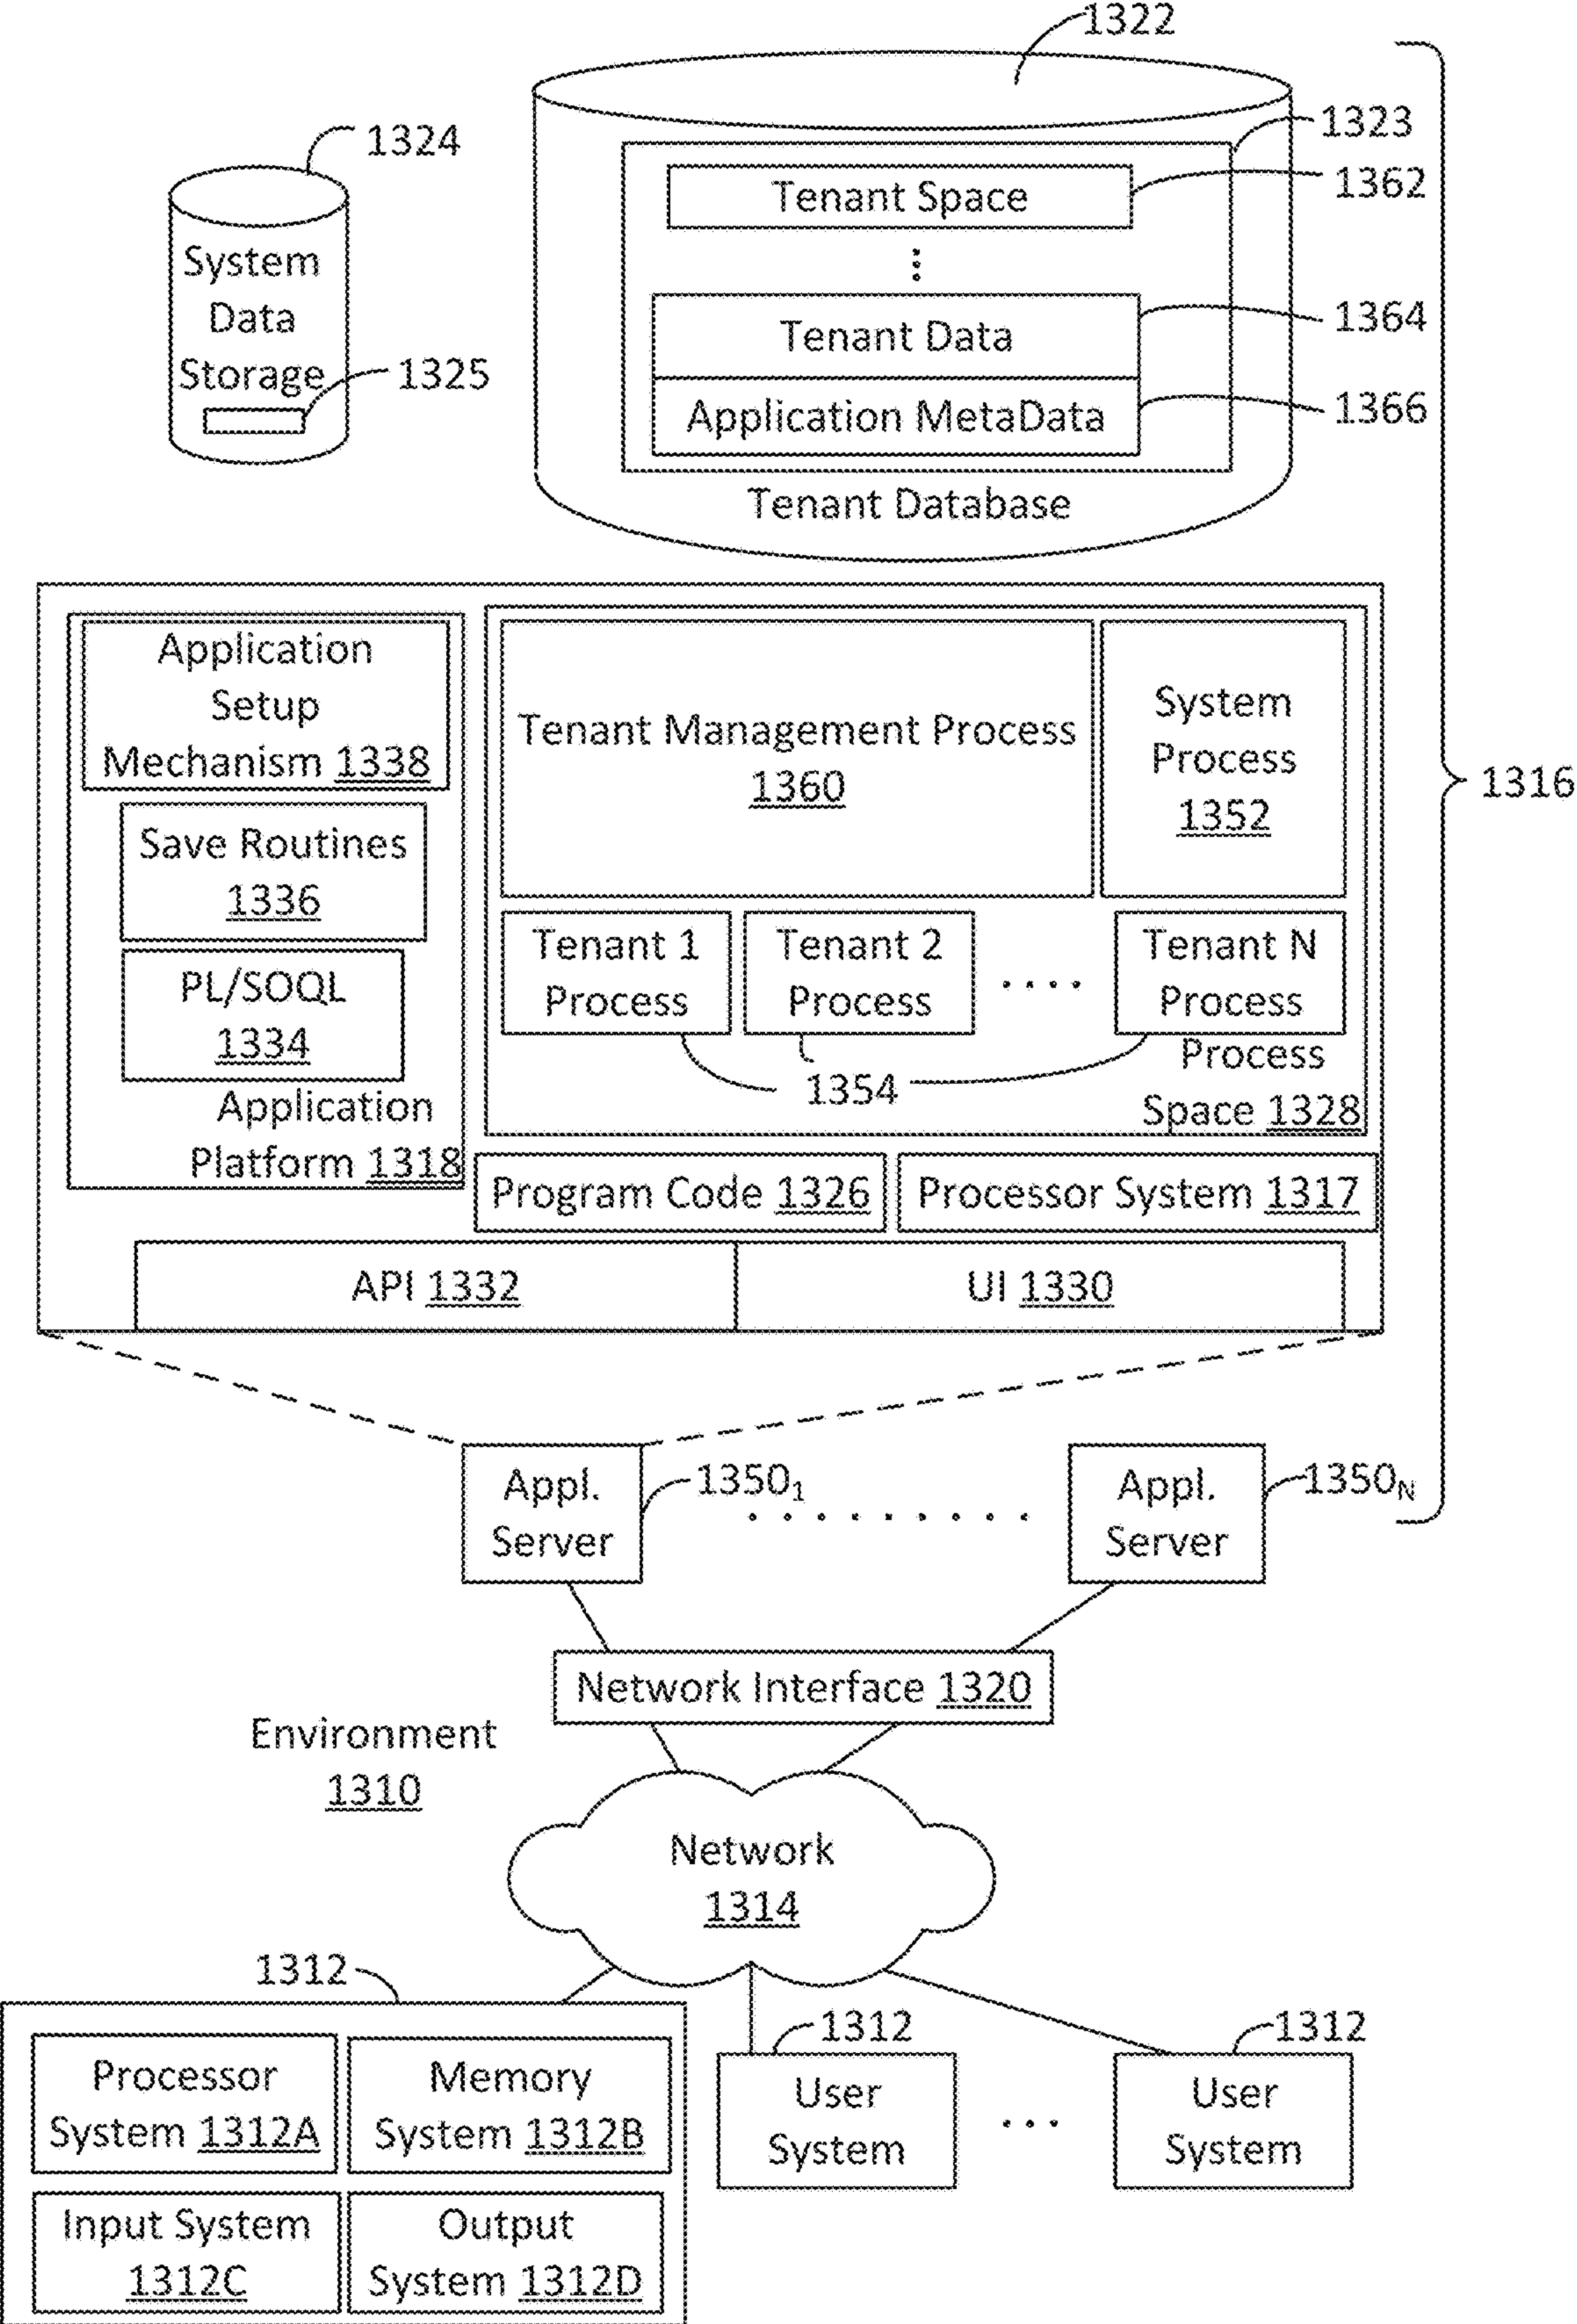 1322
1324
1323
Tenant Space
1362
System
Data
Storage
1325
Tenant Data
1364
Application MetaData
1366
Tenant Database
1316
Application
Setup
Mechanism 1338
Save Routines
1336
PL/SOQL
1334
Application
Platform 1318
Tenant Management Process
1360
System
Process
1352
Tenant 1
Process
Tenant 2
Process
. . . .
Tenant N
Process
1354
Process
Space 1328
Program Code 1326
Processor System 1317
API 1332
UI 1330
Appl.
Server
1350₁
. . . . . . . . .
Appl.
Server
1350N
Network Interface 1320
Environment
1310
Network
1314
1312
Processor
System 1312A
Memory
System 1312B
Input System
1312C
Output
System 1312D
1312
User
System
. . .
1312
User
System